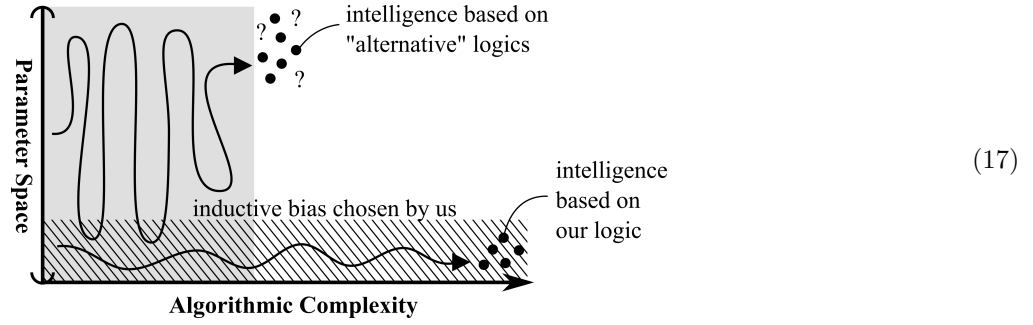 intelligence based on
"alternative" logics
?
?
?
Parameter Space
(17)
intelligence
based on
our logic
inductive bias chosen by us
Algorithmic Complexity